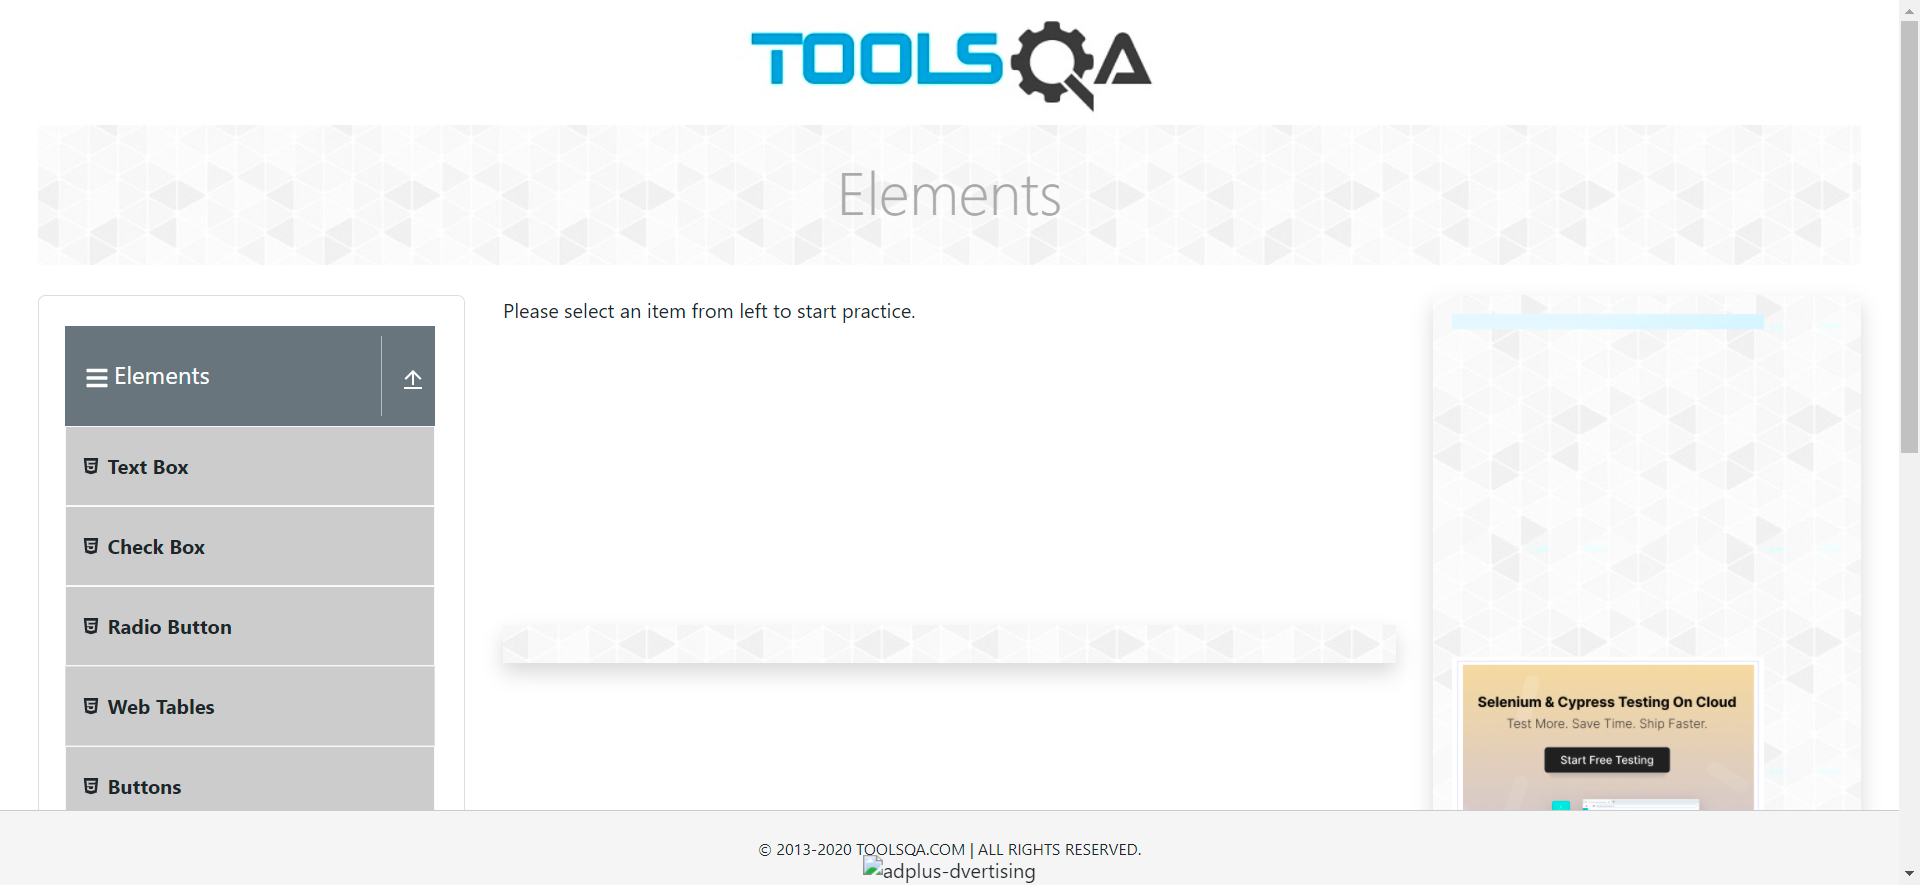 TOOLSQA
Elements
Elements
Text Box
Check Box
Radio Button
Web Tables
Buttons
Please select an item from left to start practice.
Selenium & Cypress Testing On Cloud
Test More. Save Time. Ship Faster.
Start Free Testing
© 2013-2020 TOOLSQA.COM | ALL RIGHTS RESERVED.
adplus-dvertising